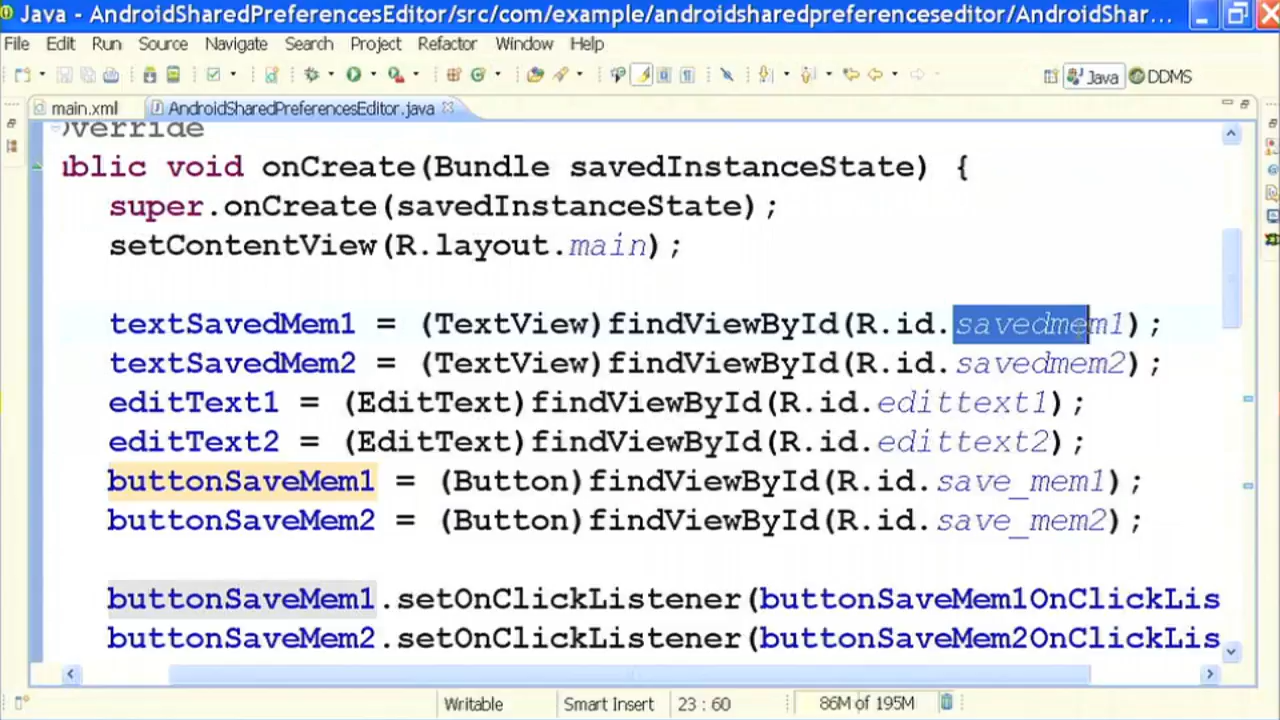 Java - AndroidSharedPreferencesEditor/src/com/example/androidsharedpreferenceseditor/AndroidShar...
File Edit Run Source Navigate Search Project Refactor Window Help
Java DDMS
main.xml AndroidSharedPreferencesEditor.java
override
ublic void onCreate(Bundle savedInstanceState) {
super.onCreate(savedInstanceState);
setContentView(R.layout.main);
textSavedMem1 = (TextView)findViewById(R.id.savedmem1);
textSavedMem2 = (TextView)findViewById(R.id.savedmem2);
editText1 = (EditText)findViewById(R.id.edittext1);
editText2 = (EditText)findViewById(R.id.edittext2);
buttonSaveMem1 = (Button)findViewById(R.id.save_mem1);
buttonSaveMem2 = (Button)findViewById(R.id.save_mem2);
buttonSaveMem1.setOnClickListener(buttonSaveMem1OnClickLis
buttonSaveMem2.setOnClickListener(buttonSaveMem2OnClickLis
Writable Smart Insert 23 : 60 86M of 195M